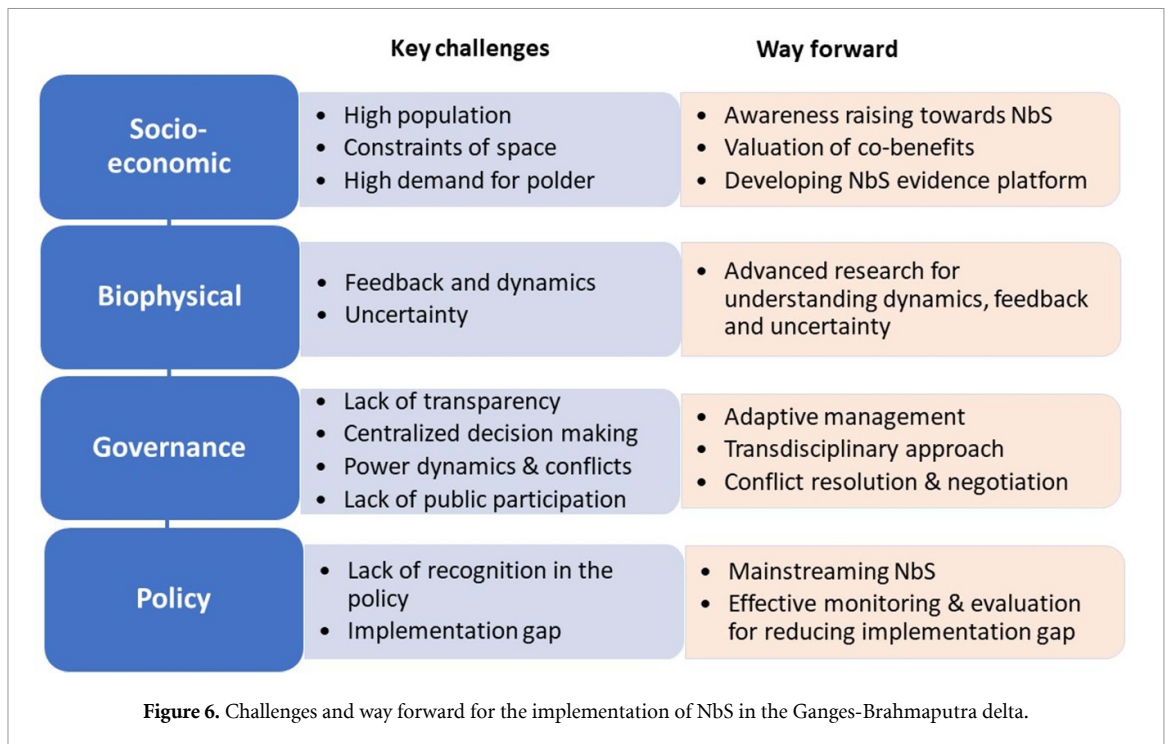 Key challenges
Way forward
Socio-
economic
• High population
• Constraints of space
• High demand for polder
• Awareness raising towards NbS
• Valuation of co-benefits
• Developing NbS evidence platform
Biophysical
• Feedback and dynamics
• Uncertainty
• Advanced research for
understanding dynamics, feedback
and uncertainty
Governance
• Lack of transparency
• Centralized decision making
• Power dynamics & conflicts
• Lack of public participation
• Adaptive management
• Transdisciplinary approach
• Conflict resolution & negotiation
Policy
• Lack of recognition in the
policy
• Implementation gap
• Mainstreaming NbS
• Effective monitoring & evaluation
for reducing implementation gap
Figure 6. Challenges and way forward for the implementation of NbS in the Ganges-Brahmaputra delta.